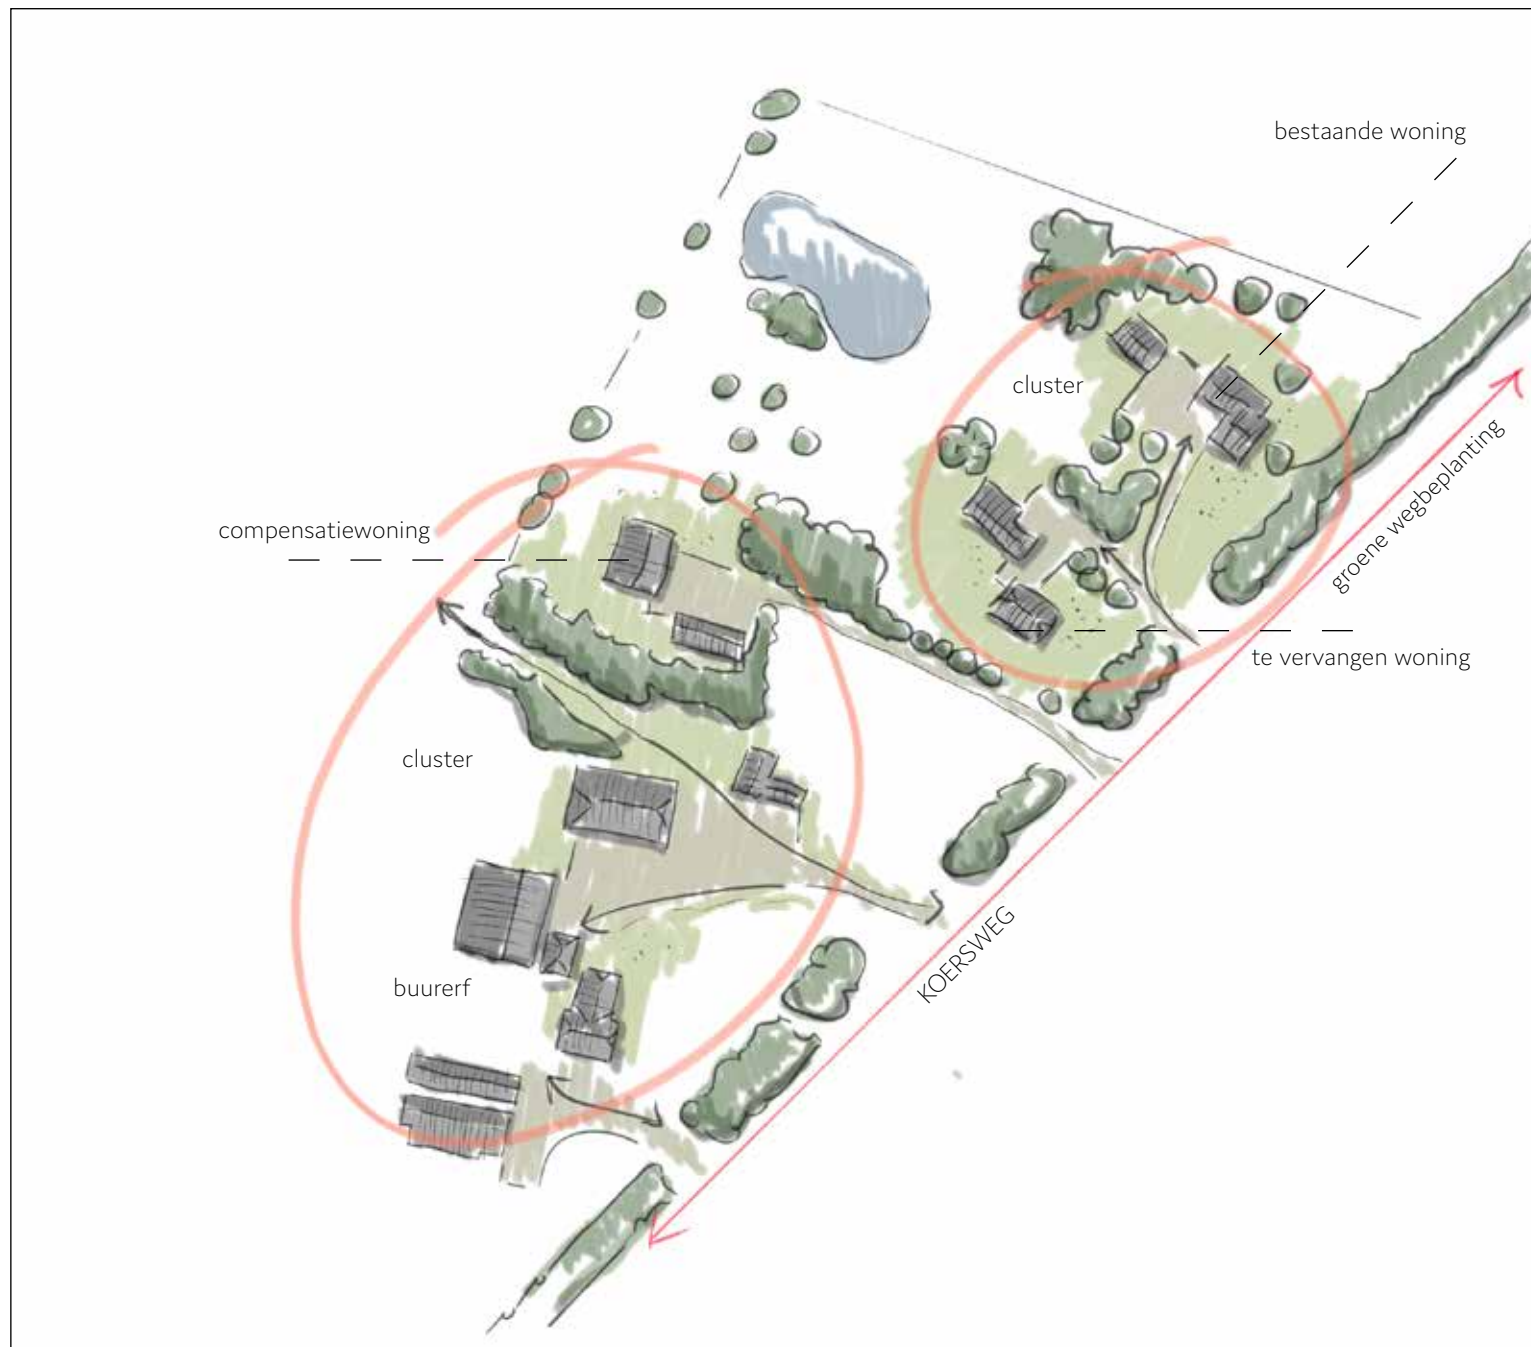 bestaande woning
cluster
groene wegbeplanting
compensatiewoning
te vervangen woning
cluster
KOERSWEG
buurerf